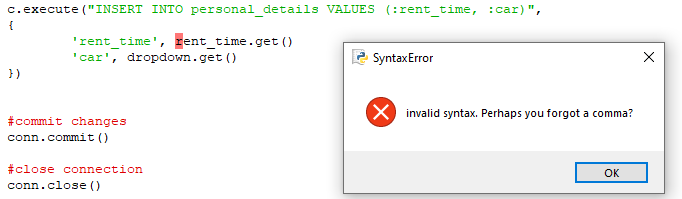 c.execute("INSERT INTO personal_details VALUES (:rent_time, :car)",
{
'rent_time', rent_time.get()
'car', dropdown.get()
})
#commit changes
conn.commit()
#close connection
conn.close()
SyntaxError
invalid syntax. Perhaps you forgot a comma?
OK